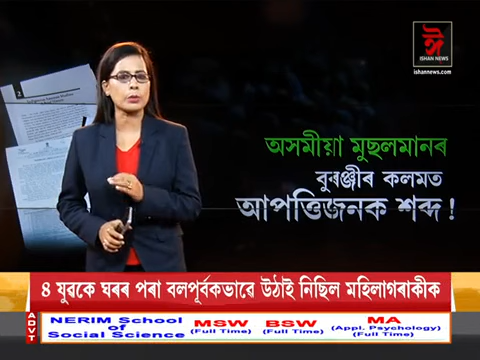 ঈ
ISHAN NEWS
ishannews.com
অসমীয়া মুছলমানৰ
বুৰঞ্জীৰ কলমত
আপত্তিজনক শব্দ !
৪ যুৱকে ঘৰৰ পৰা বলপূৰ্বকভাৱে উঠাই নিছিল মহিলাগৰাকীক
ADVT
NERIM School of Social Science
MSW (Full Time)
BSW (Full Time)
MA (Appl. Psychology) (Full Time)